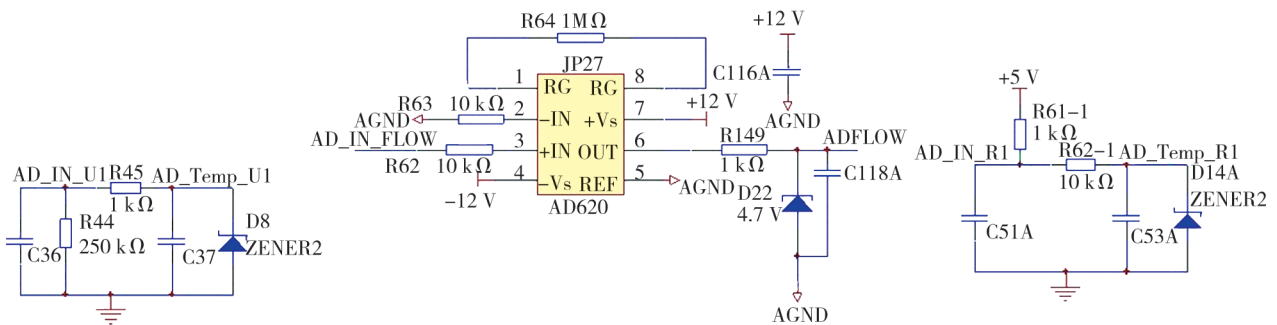 AD_IN_U1
R45
1 kΩ
AD_Temp_U1
C36
R44
250 kΩ
C37
D8
ZENER2
R64 1MΩ
JP27
1
RG
RG
8
R63
10 kΩ
AGND
2
-IN
+Vs
7
+12 V
AD_IN_FLOW
R62
10 kΩ
3
+IN
OUT
6
4
-Vs
REF
5
-12 V
AGND
AD620
+12 V
C116A
AGND
R149
1 kΩ
ADFLOW
D22
4.7 V
C118A
AGND
+5 V
R61-1
1 kΩ
AD_IN_R1
R62-1
10 kΩ
AD_Temp_R1
C51A
C53A
D14A
ZENER2